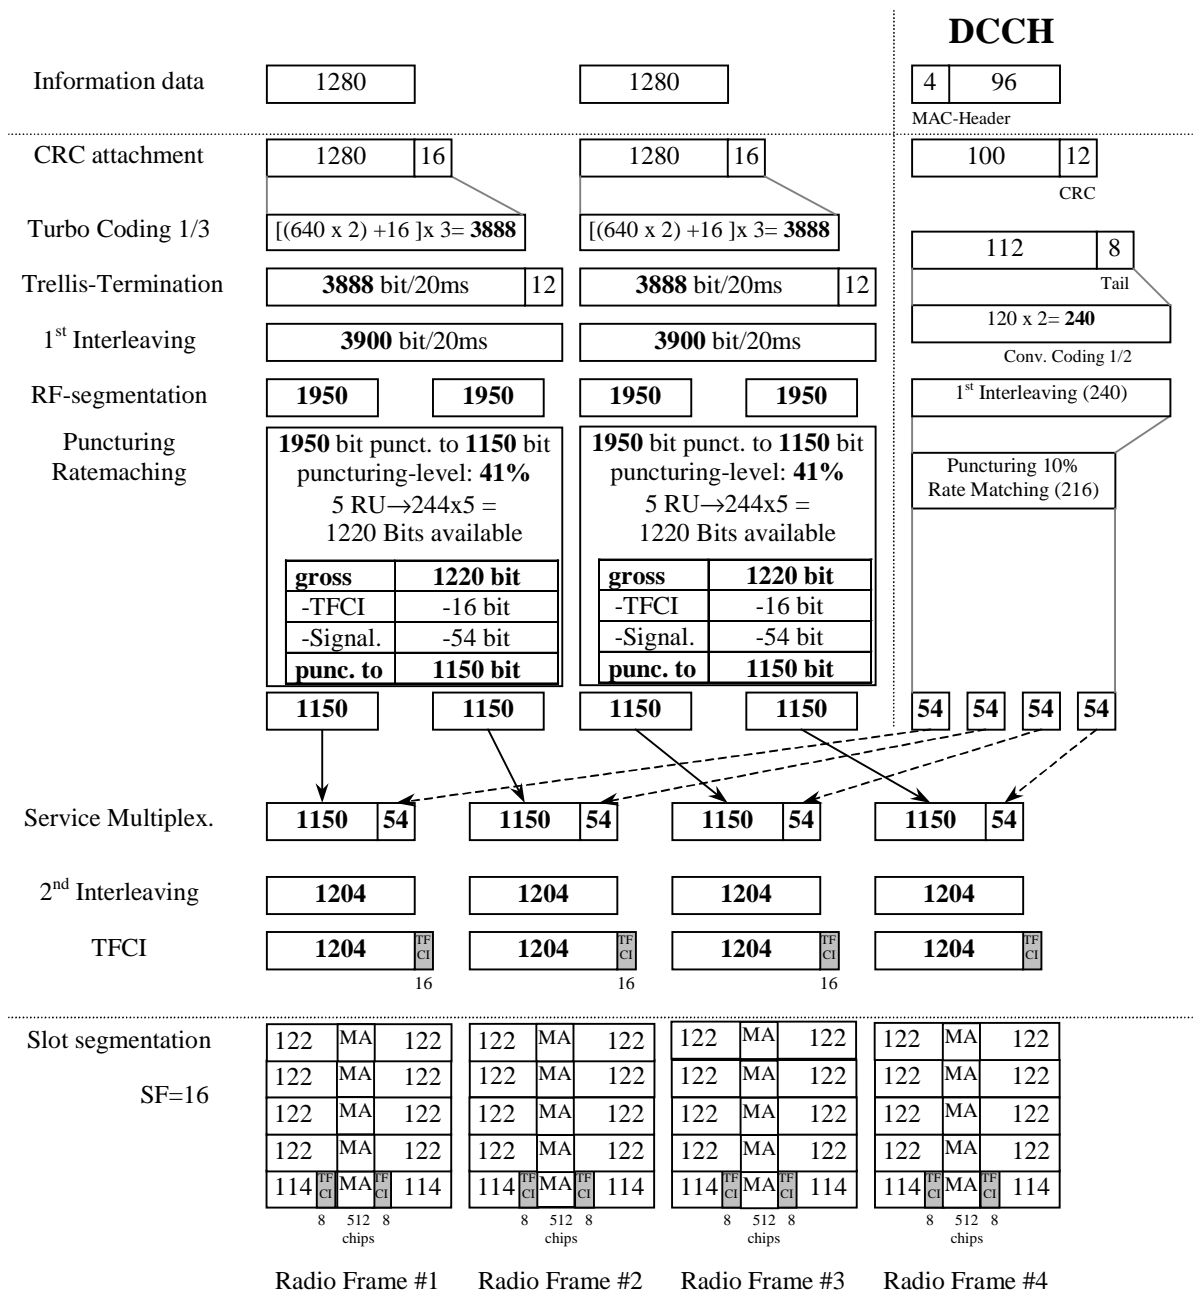 DCCH
Information data 1280 1280 4 96
MAC-Header
CRC attachment 1280 16 1280 16 100 12
CRC
Turbo Coding 1/3 [(640 x 2) +16 ]x 3= 3888 [(640 x 2) +16 ]x 3= 3888
112 8
Tail
Trellis-Termination 3888 bit/20ms 12 3888 bit/20ms 12
120 x 2= 240
Conv. Coding 1/2
1st Interleaving 3900 bit/20ms 3900 bit/20ms
RF-segmentation 1950 1950 1950 1950 1st Interleaving (240)
Puncturing
Ratemaching
1950 bit punct. to 1150 bit
puncturing-level: 41%
5 RU→244x5 =
1220 Bits available
gross 1220 bit
-TFCI -16 bit
-Signal. -54 bit
punc. to 1150 bit
1950 bit punct. to 1150 bit
puncturing-level: 41%
5 RU→244x5 =
1220 Bits available
gross 1220 bit
-TFCI -16 bit
-Signal. -54 bit
punc. to 1150 bit
Puncturing 10%
Rate Matching (216)
1150 1150 1150 1150 54 54 54 54
Service Multiplex. 1150 54 1150 54 1150 54 1150 54
2nd Interleaving 1204 1204 1204 1204
TFCI 1204 TF CI 1204 TF CI 1204 TF CI 1204 TF CI
16 16 16
Slot segmentation 122 MA 122 122 MA 122 122 MA 122 122 MA 122
SF=16 122 MA 122 122 MA 122 122 MA 122 122 MA 122
122 MA 122 122 MA 122 122 MA 122 122 MA 122
122 MA 122 122 MA 122 122 MA 122 122 MA 122
114 TF CI MA TF CI 114 114 TF CI MA TF CI 114 114 TF CI MA TF CI 114 114 TF CI MA TF CI 114
8 512 8 8 512 8 8 512 8 8 512 8
chips chips chips chips
Radio Frame #1 Radio Frame #2 Radio Frame #3 Radio Frame #4